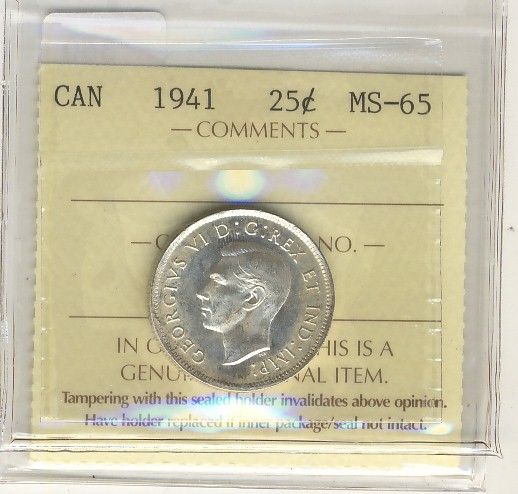 CAN 1941 25¢ MS-65
— COMMENTS —
NO. —
GEORGIVS VI D:G:REX ET IND:IMP:
IN THIS IS A
ITEM.
Tampering with this sealed holder invalidates above opinion.
Have holder replaced if inner package/seal not intact.